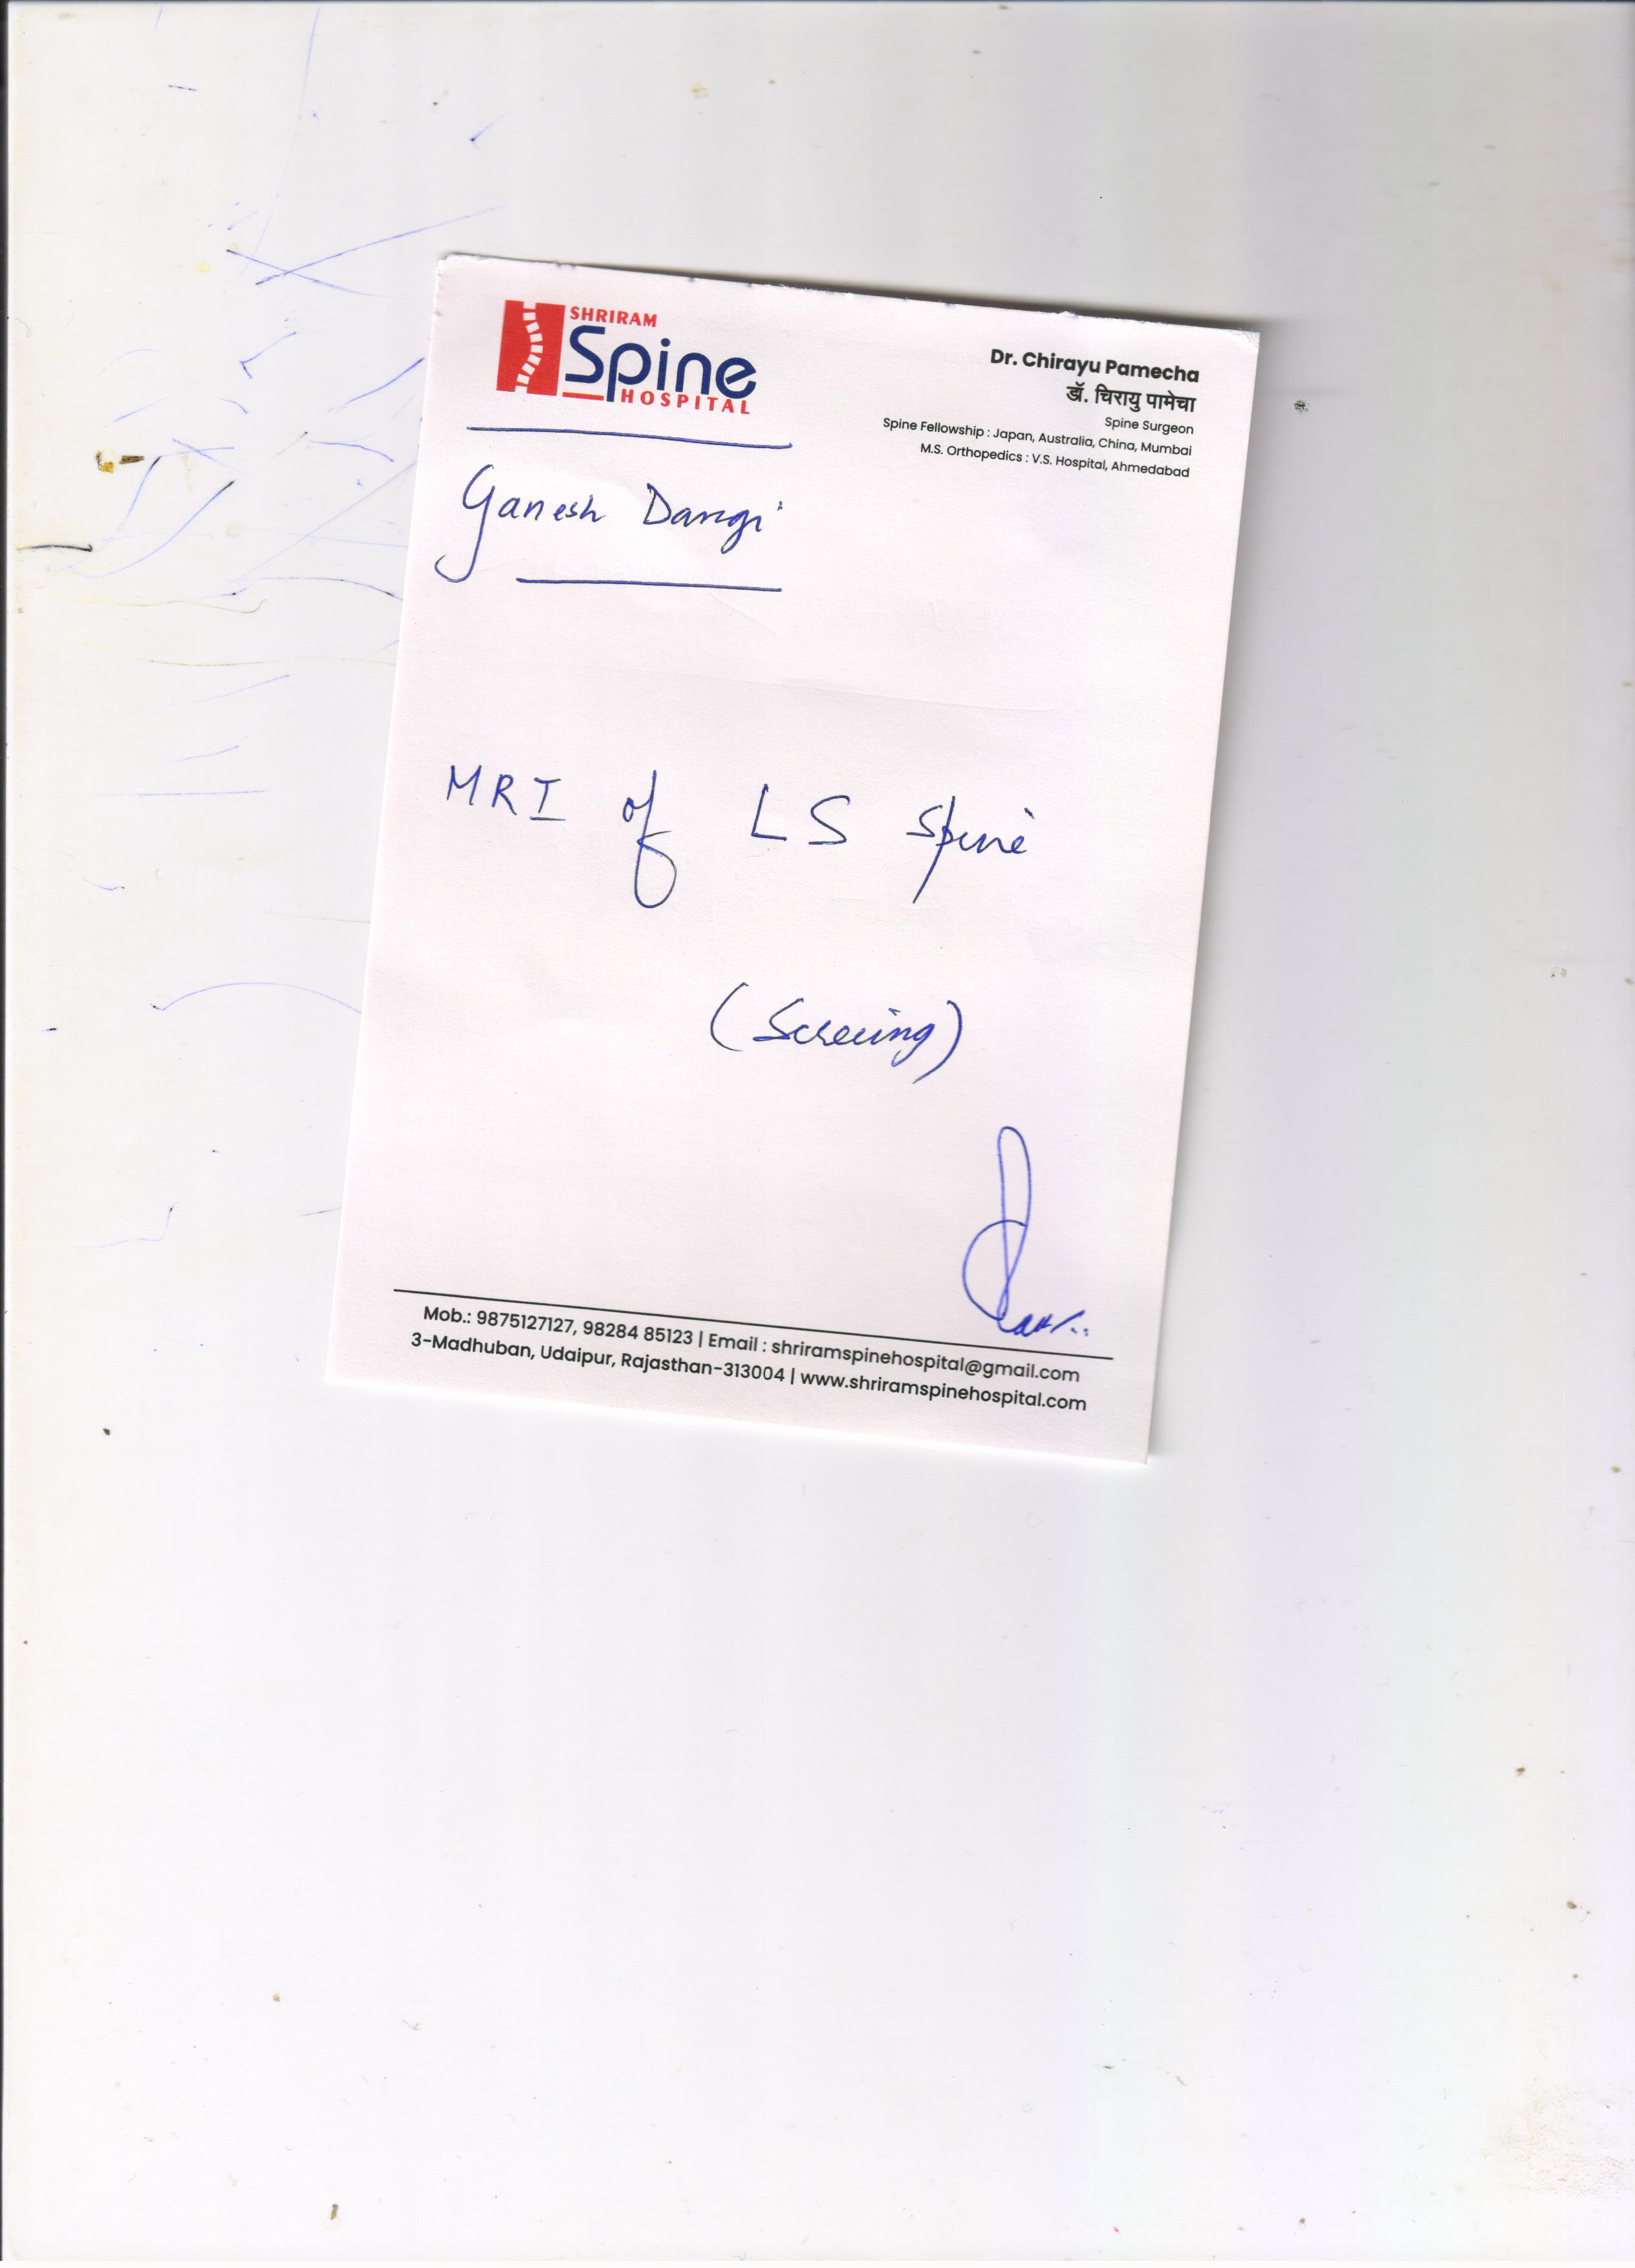 SHRIRAM
Spine
HOSPITAL
Dr. Chirayu Pamecha
डॉ. चिरायु पामेचा
Spine Surgeon
Spine Fellowship : Japan, Australia, China, Mumbai
M.S. Orthopedics : V.S. Hospital, Ahmedabad
Ganesh Dangi
MRI of LS Spine
(Screeing)
Mob.: 9875127127, 98284 85123 | Email : shriramspinehospital@gmail.com
3-Madhuban, Udaipur, Rajasthan-313004 | www.shriramspinehospital.com